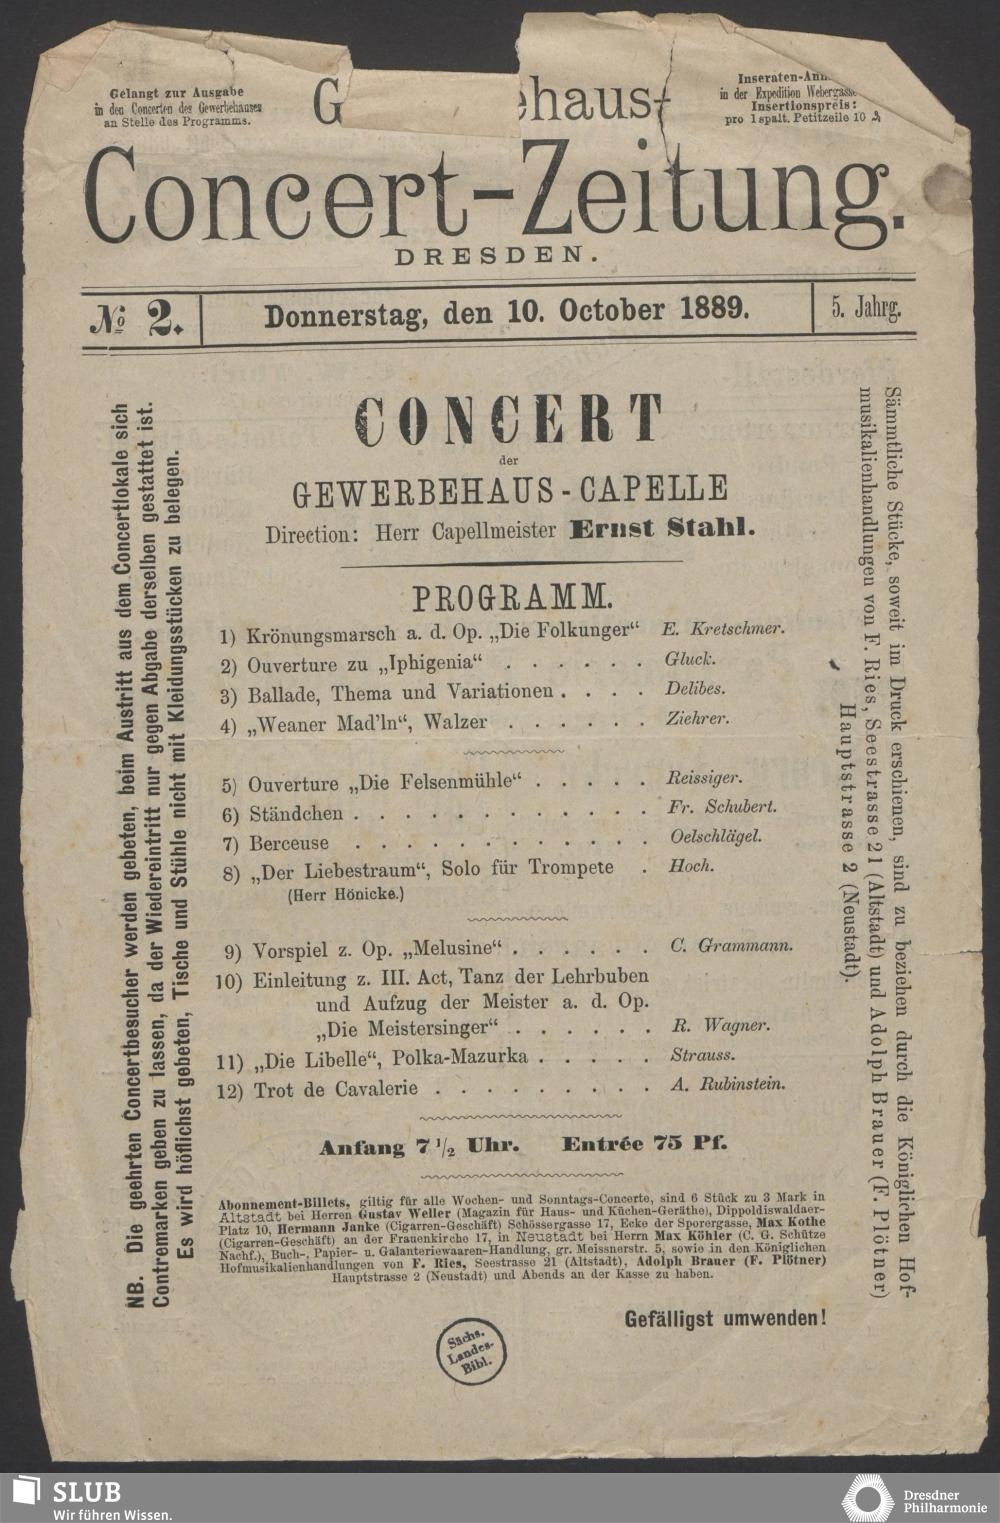 Gelangt zur Ausgabe
in den Concerten des Gewerbehauses
an Stelle des Programms.
G ehaus-
Inseraten-Ann
in der Expedition Webergasse
Insertionspreis:
pro 1 spalt. Petitzeile 10 ₰
Concert-Zeitung.
DRESDEN.
№ 2.
Donnerstag, den 10. October 1889.
5. Jahrg.
NB. Die geehrten Concertbesucher werden gebeten, beim Austritt aus dem Concertlokale sich
Contremarken geben zu lassen, da der Wiedereintritt nur gegen Abgabe derselben gestattet ist.
Es wird höflichst gebeten, Tische und Stühle nicht mit Kleidungsstücken zu belegen.
CONCERT
der
GEWERBEHAUS-CAPELLE
Direction: Herr Capellmeister Ernst Stahl.
PROGRAMM.
1) Krönungsmarsch a. d. Op. „Die Folkunger“ E. Kretschmer.
2) Ouverture zu „Iphigenia“ . . . . . . Gluck.
3) Ballade, Thema und Variationen . . . . Delibes.
4) „Weaner Mad'ln“, Walzer . . . . . . Ziehrer.
5) Ouverture „Die Felsenmühle“ . . . . . Reissiger.
6) Ständchen . . . . . . . . . . . . Fr. Schubert.
7) Berceuse . . . . . . . . . . . . Oelschlägel.
8) „Der Liebestraum“, Solo für Trompete . Hoch.
(Herr Hönicke.)
9) Vorspiel z. Op. „Melusine“ . . . . . . C. Grammann.
10) Einleitung z. III. Act, Tanz der Lehrbuben
und Aufzug der Meister a. d. Op.
„Die Meistersinger“ . . . . . . R. Wagner.
11) „Die Libelle“, Polka-Mazurka . . . . . Strauss.
12) Trot de Cavalerie . . . . . . . . . A. Rubinstein.
Anfang 7 1/2 Uhr. Entrée 75 Pf.
Abonnement-Billets, giltig für alle Wochen- und Sonntags-Concerte, sind 6 Stück zu 3 Mark in
Altstadt bei Herren Gustav Weller (Magazin für Haus- und Küchen-Geräthe), Dippoldiswaldaer-
Platz 10, Hermann Janke (Cigarren-Geschäft) Schössergasse 17, Ecke der Sporergasse, Max Kothe
(Cigarren-Geschäft) an der Frauenkirche 17, in Neustadt bei Herrn Max Köhler (C. G. Schütze
Nachf.), Buch-, Papier- u. Galanteriewaaren-Handlung, gr. Meissnerstr. 5, sowie in den Königlichen
Hofmusikalienhandlungen von F. Ries, Seestrasse 21 (Altstadt), Adolph Brauer (F. Plötner)
Hauptstrasse 2 (Neustadt) und Abends an der Kasse zu haben.
Gefälligst umwenden!
Sämmtliche Stücke, soweit im Druck erschienen, sind zu beziehen durch die Königlichen Hof-
musikalienhandlungen von F. Ries, Seestrasse 21 (Altstadt) und Adolph Brauer (F. Plötner)
Hauptstrasse 2 (Neustadt).
Sächs.
Landes-
Bibl.
SLUB
Wir führen Wissen.
Dresdner
Philharmonie